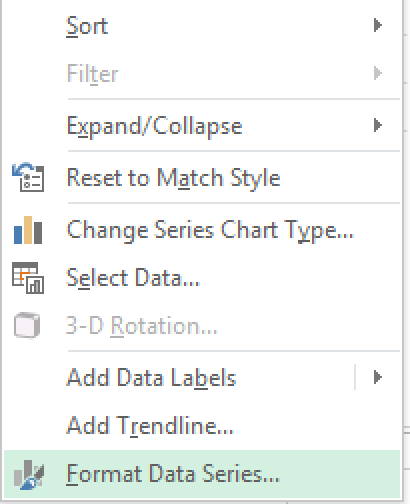 Sort
Filter
Expand/Collapse
Reset to Match Style
Change Series Chart Type...
Select Data...
3-D Rotation...
Add Data Labels
Add Trendline...
Format Data Series...